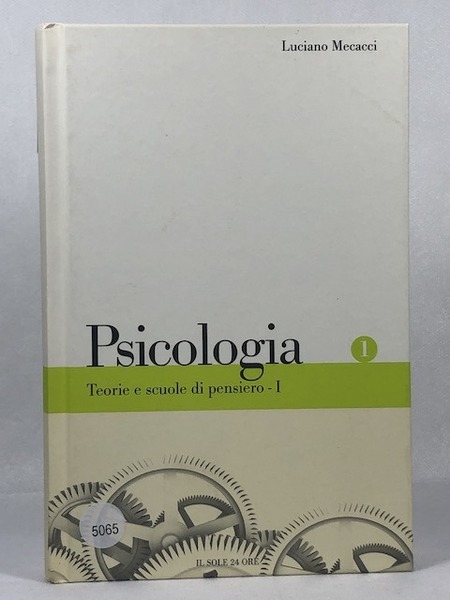 Luciano Mecacci
Psicologia
1
Teorie e scuole di pensiero - I
5065
IL SOLE 24 ORE